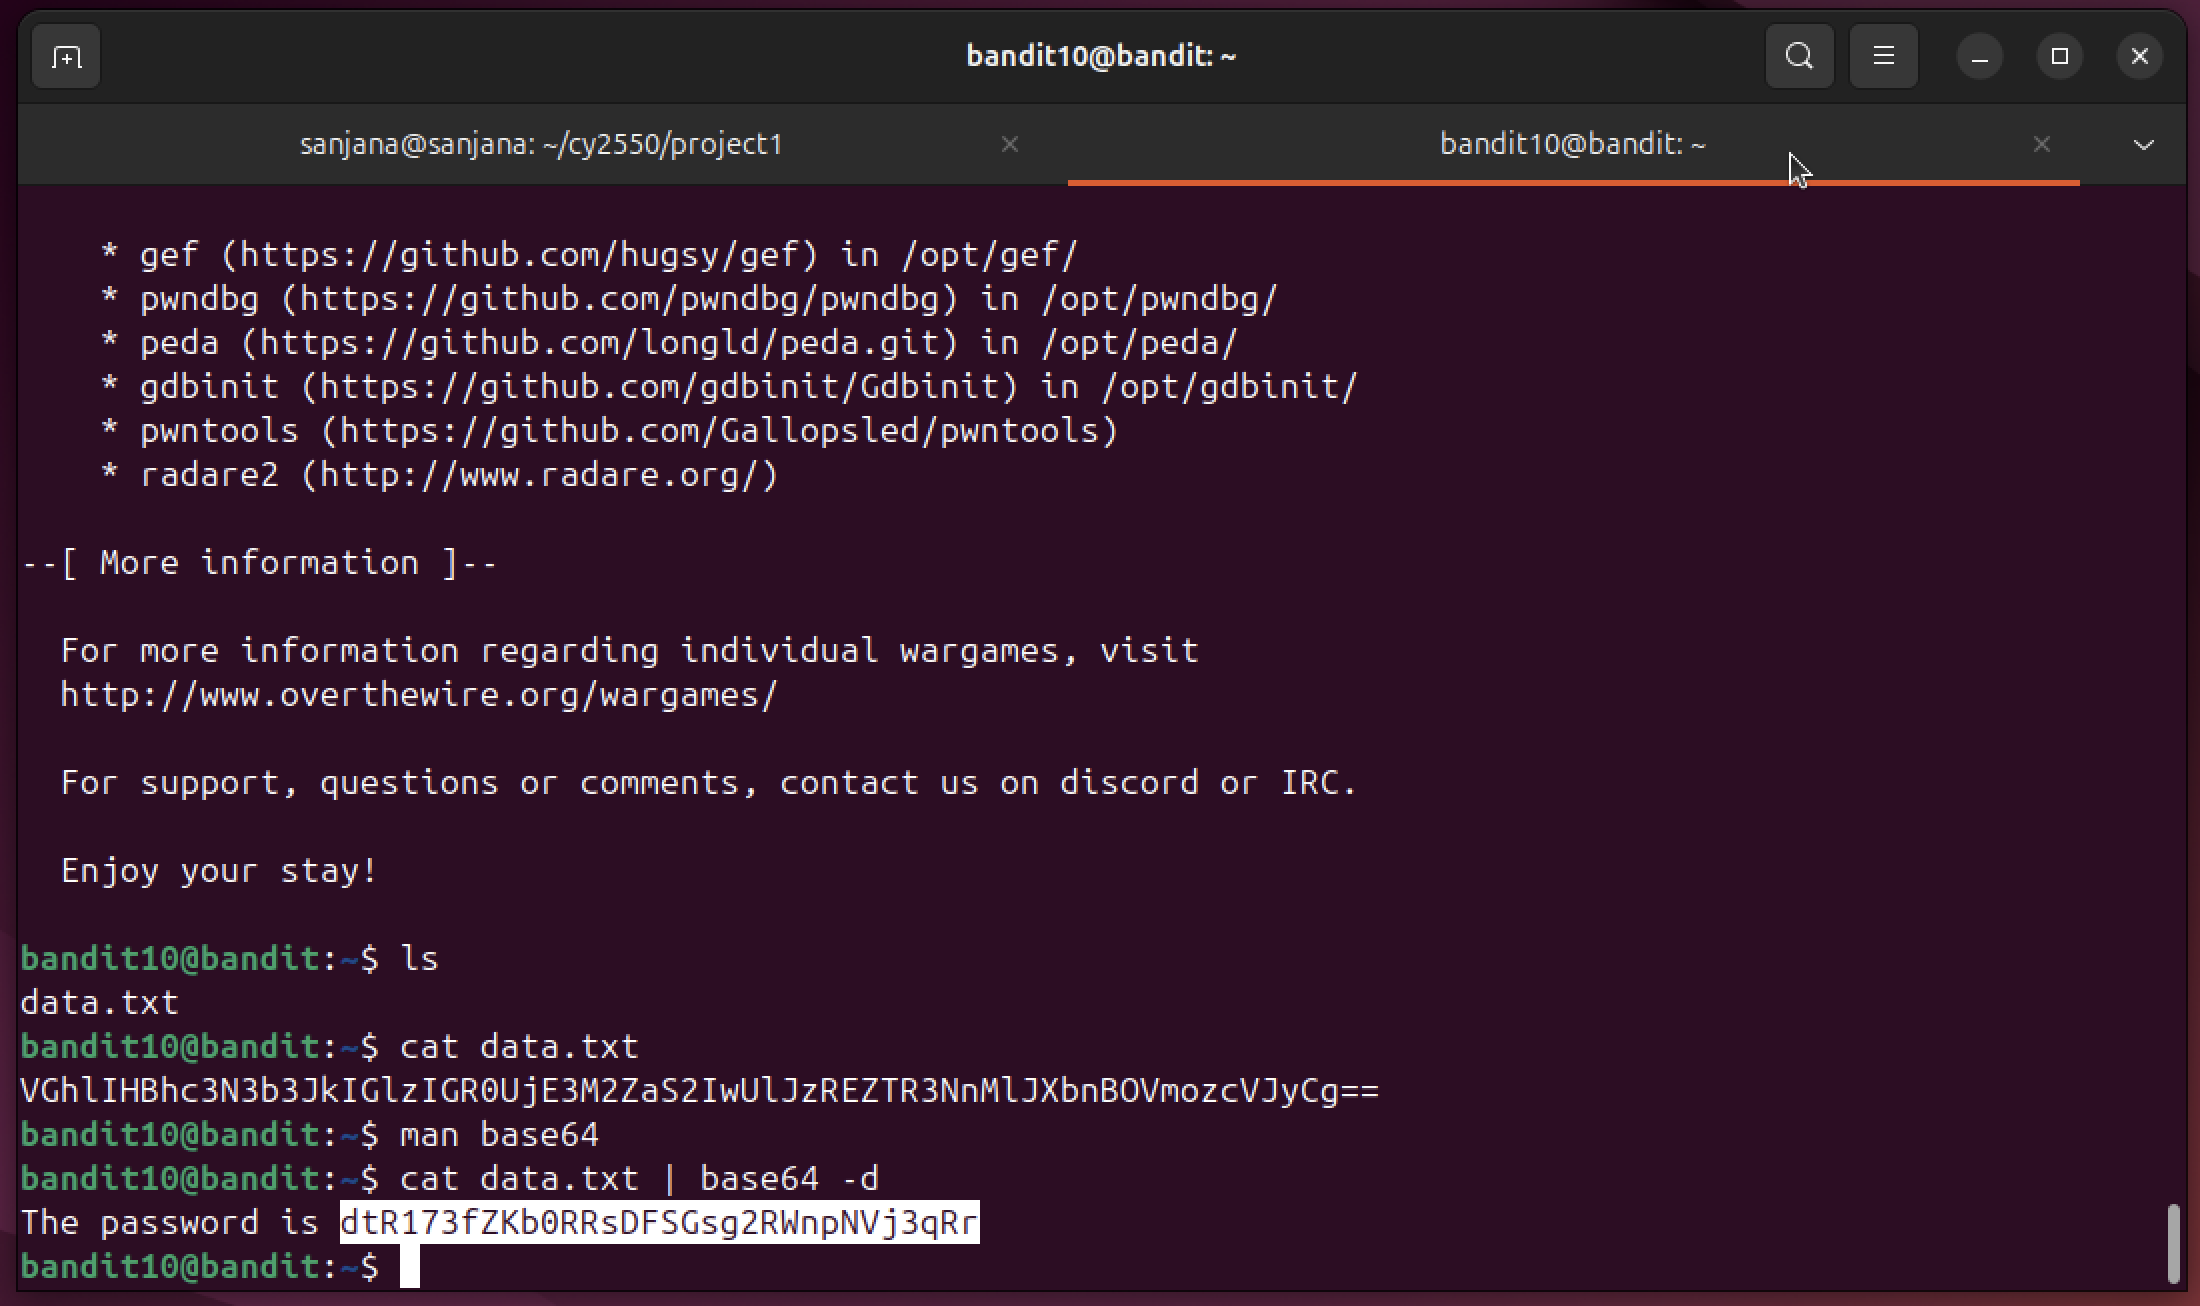 bandit10@bandit: ~
sanjana@sanjana: ~/cy2550/project1
bandit10@bandit: ~
* gef (https://github.com/hugsy/gef) in /opt/gef/
* pwndbg (https://github.com/pwndbg/pwndbg) in /opt/pwndbg/
* peda (https://github.com/longld/peda.git) in /opt/peda/
* gdbinit (https://github.com/gdbinit/Gdbinit) in /opt/gdbinit/
* pwntools (https://github.com/Gallopsled/pwntools)
* radare2 (http://www.radare.org/)
--[ More information ]--
For more information regarding individual wargames, visit
http://www.overthewire.org/wargames/
For support, questions or comments, contact us on discord or IRC.
Enjoy your stay!
bandit10@bandit:~$ ls
data.txt
bandit10@bandit:~$ cat data.txt
VGhlIHBhc3N3b3JkIGlzIGR0UjE3M2ZaS2IwUlJzREZTR3NnMlJXbnBOVmozcVJyCg==
bandit10@bandit:~$ man base64
bandit10@bandit:~$ cat data.txt | base64 -d
The password is dtR173fZKb0RRsDFSGsg2RWnpNVj3qRr
bandit10@bandit:~$